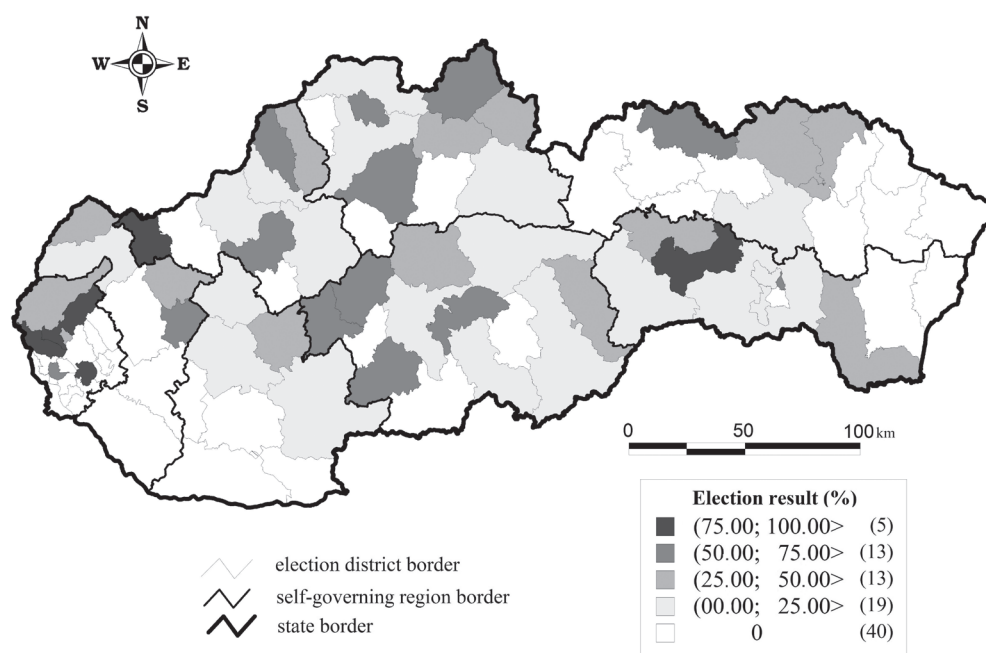 N
W E
S
0 50 100 km
Election result (%)
(75.00; 100.00> (5)
(50.00; 75.00> (13)
(25.00; 50.00> (13)
(00.00; 25.00> (19)
0 (40)
election district border
self-governing region border
state border